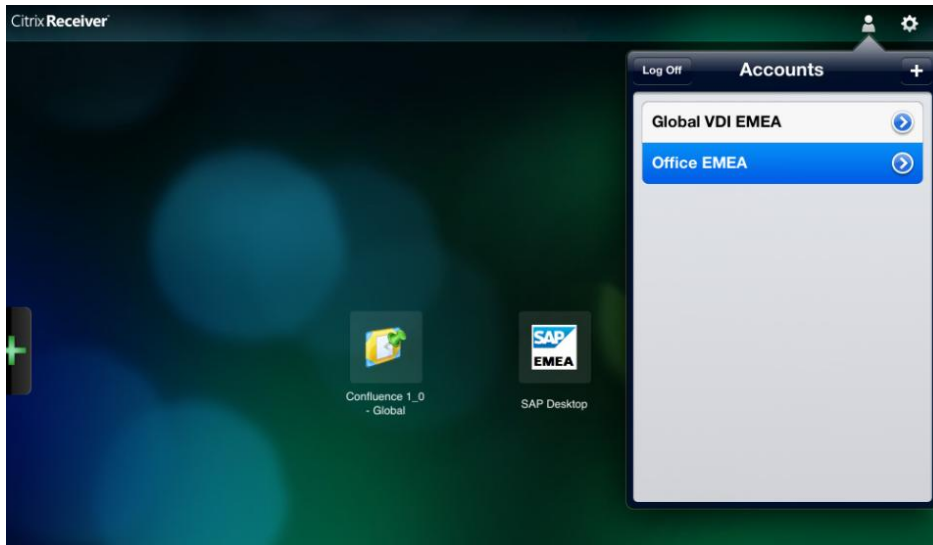 Citrix Receiver
Log Off
Accounts
+
Global VDI EMEA
Office EMEA
SAP
EMEA
Confluence 1_0
- Global
SAP Desktop